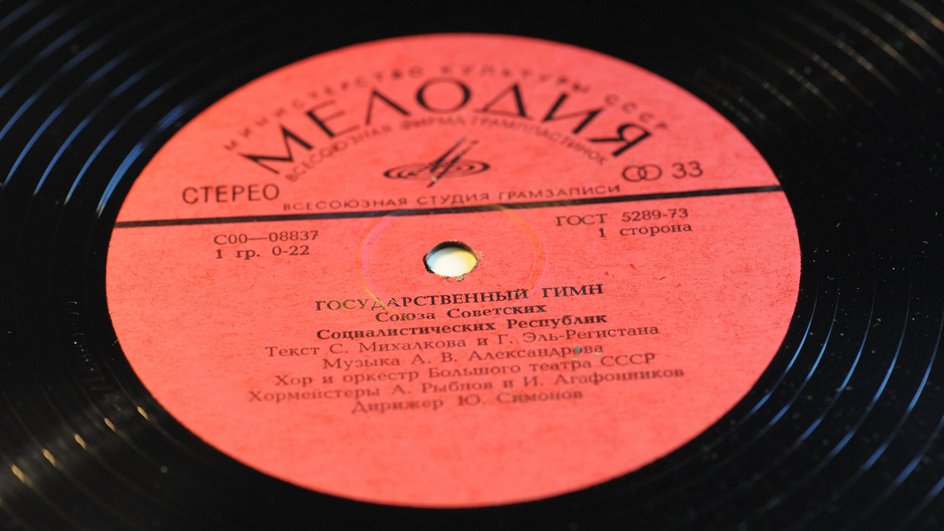 МИНИСТЕРСТВО КУЛЬТУРЫ СССР
МЕЛОДИЯ
ВСЕСОЮЗНАЯ ФИРМА ГРАМПЛАСТИНОК
СТЕРЕО
33
ВСЕСОЮЗНАЯ СТУДИЯ ГРАМЗАПИСИ
С00—08837
ГОСТ 5289-73
1 гр. 0-22
1 сторона
ГОСУДАРСТВЕННЫЙ ГИМН
Союза Советских
Социалистических Республик
Текст С. Михалкова и Г. Эль-Регистана
Музыка А. В. Александрова
Хор и оркестр Большого театра СССР
Хормейстеры А. Рыбнов и И. Агафонников
Дирижер Ю. Симонов